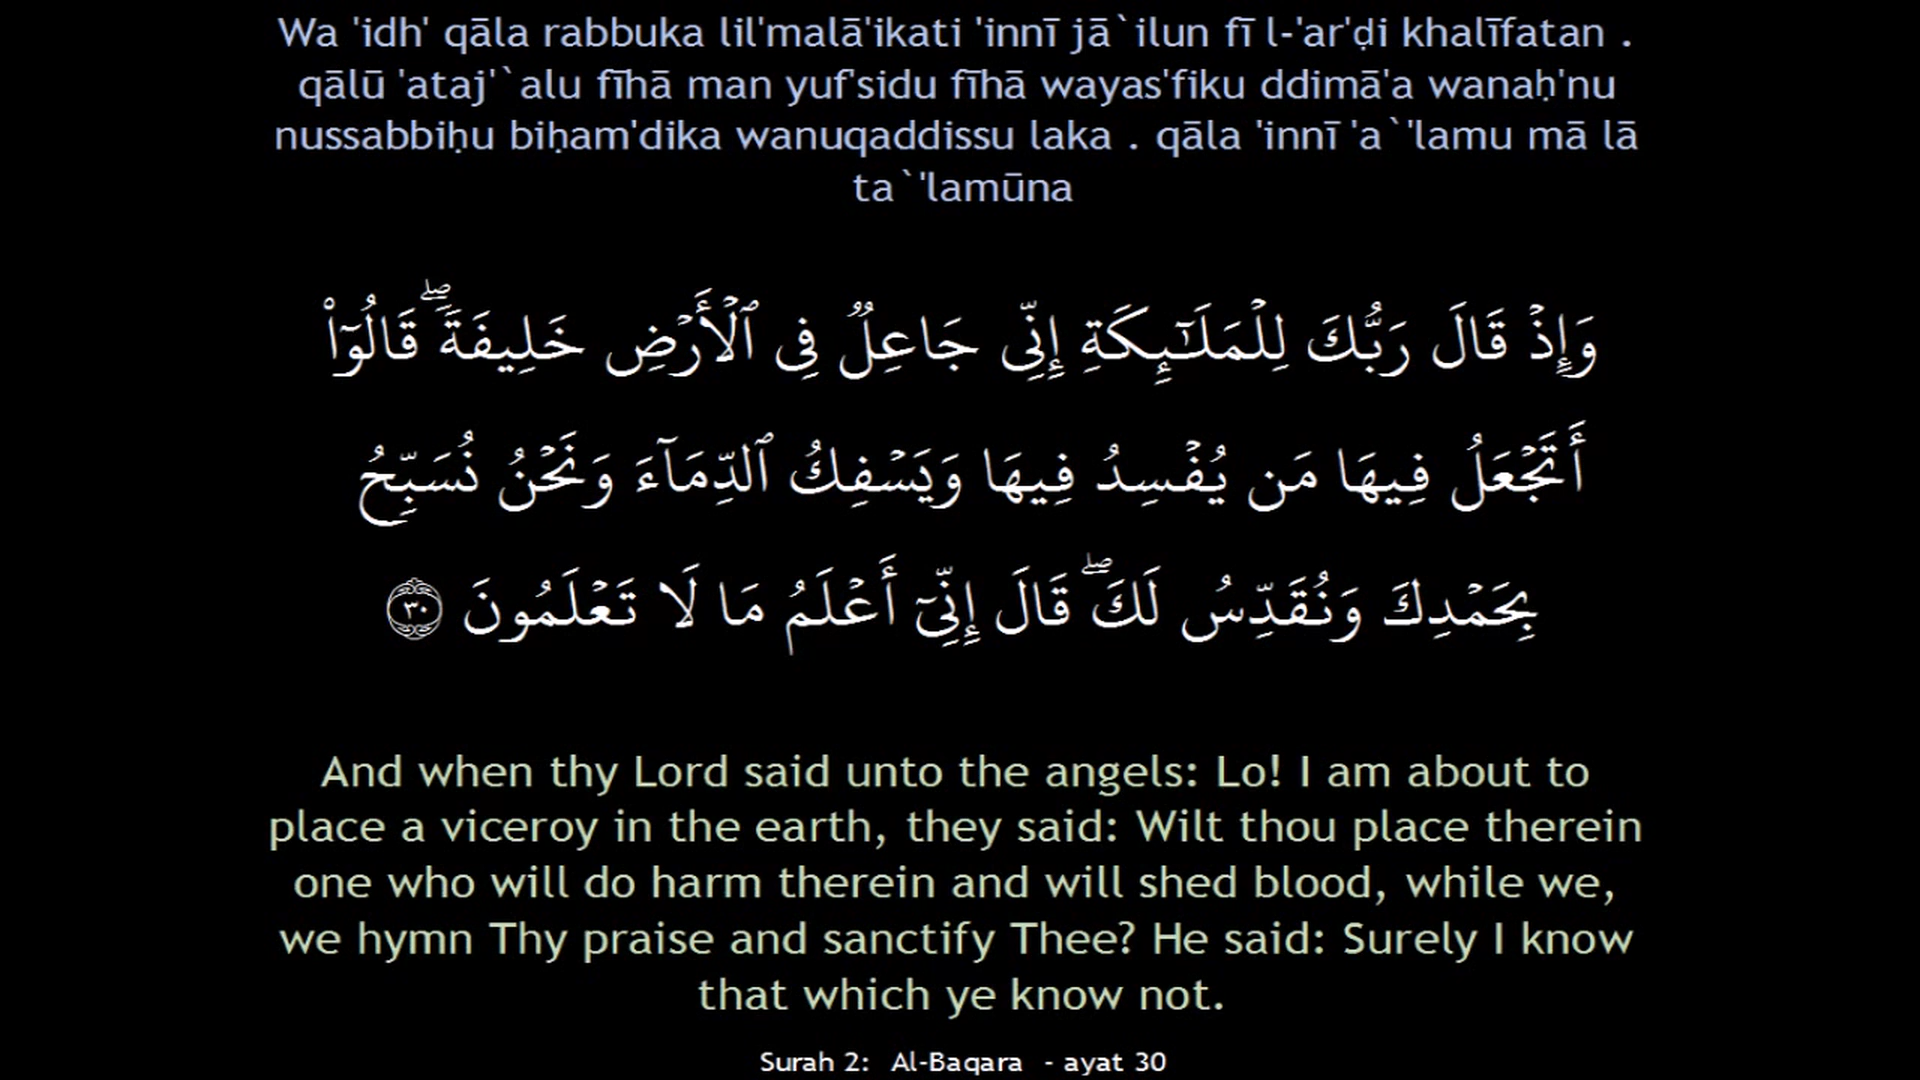 Wa 'idh' qāla rabbuka lil'malā'ikati 'innī jā`ilun fī l-'ar'ḍi khalīfatan .
qālū 'ataj'`alu fīhā man yuf'sidu fīhā wayas'fiku ddimā'a wanaḥ'nu
nussabbiḥu biḥam'dika wanuqaddissu laka . qāla 'innī 'a`'lamu mā lā
ta`'lamūna
وَإِذْ قَالَ رَبُّكَ لِلْمَلَـٰٓئِكَةِ إِنِّى جَاعِلٌ فِى ٱلْأَرْضِ خَلِيفَةً ۖ قَالُوٓا۟
أَتَجْعَلُ فِيهَا مَن يُفْسِدُ فِيهَا وَيَسْفِكُ ٱلدِّمَآءَ وَنَحْنُ نُسَبِّحُ
بِحَمْدِكَ وَنُقَدِّسُ لَكَ ۖ قَالَ إِنِّىٓ أَعْلَمُ مَا لَا تَعْلَمُونَ ٣٠
And when thy Lord said unto the angels: Lo! I am about to
place a viceroy in the earth, they said: Wilt thou place therein
one who will do harm therein and will shed blood, while we,
we hymn Thy praise and sanctify Thee? He said: Surely I know
that which ye know not.
Surah 2: Al-Baqara - ayat 30